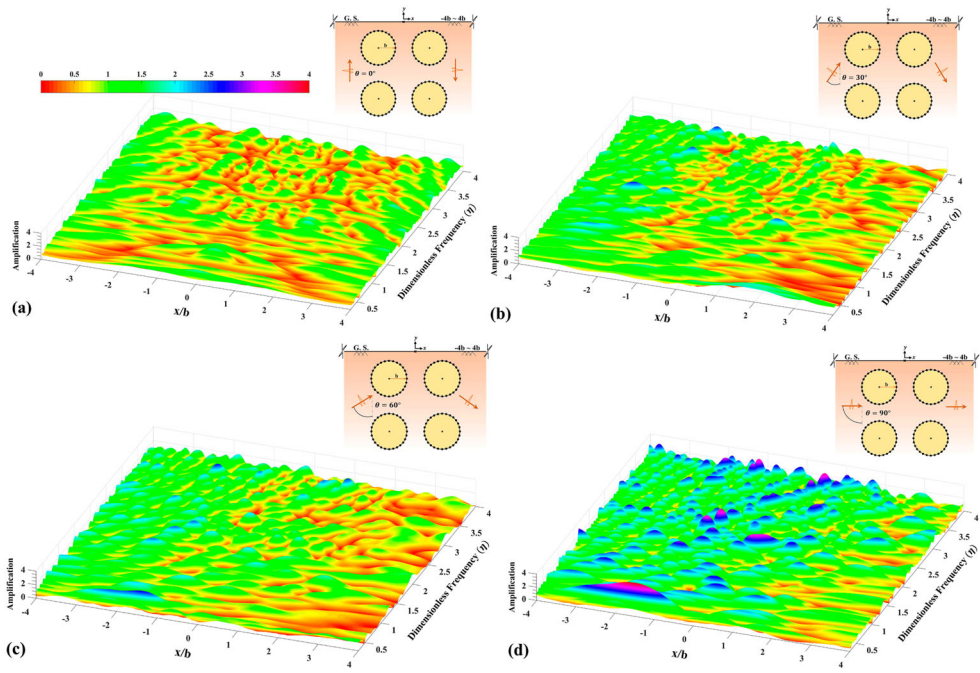 G. S.
y
x
-4b ~ 4b
b
θ = 0°
0 0.5 1 1.5 2 2.5 3 3.5 4
Amplification
4
2
0
-4 -3 -2 -1 0 1 2 3 4
x/b
0.5 1 1.5 2 2.5 3 3.5 4
Dimensionless Frequency (η)
(a)
G. S.
y
x
-4b ~ 4b
b
θ = 30°
Amplification
4
2
0
-4 -3 -2 -1 0 1 2 3 4
x/b
0.5 1 1.5 2 2.5 3 3.5 4
Dimensionless Frequency (η)
(b)
G. S.
y
x
-4b ~ 4b
b
θ = 60°
Amplification
4
2
0
-4 -3 -2 -1 0 1 2 3 4
x/b
0.5 1 1.5 2 2.5 3 3.5 4
Dimensionless Frequency (η)
(c)
G. S.
y
x
-4b ~ 4b
b
θ = 90°
Amplification
4
2
0
-4 -3 -2 -1 0 1 2 3 4
x/b
0.5 1 1.5 2 2.5 3 3.5 4
Dimensionless Frequency (η)
(d)